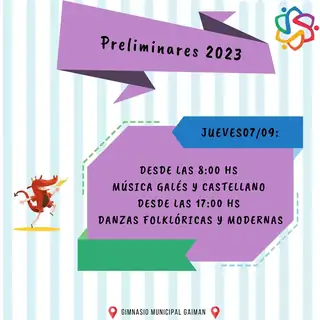 Preliminares 2023
JUEVES07/09:
DESDE LAS 8:00 HS
MÚSICA GALÉS Y CASTELLANO
DESDE LAS 17:00 HS
DANZAS FOLKLÓRICAS Y MODERNAS
GIMNASIO MUNICIPAL GAIMAN